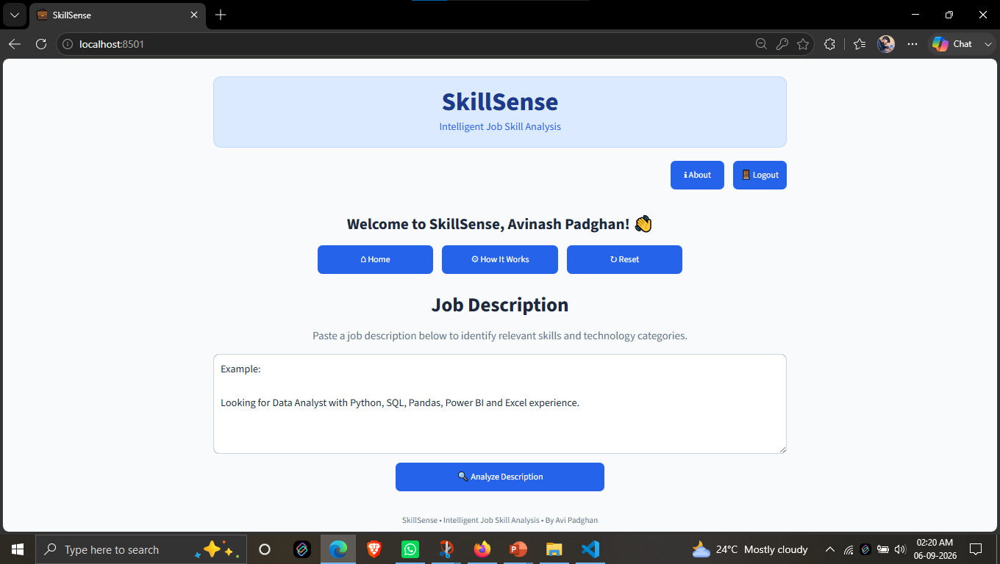 SkillSense
localhost:8501
Chat
SkillSense
Intelligent Job Skill Analysis
ℹ About
🚪 Logout
Welcome to SkillSense, Avinash Padghan! 👋
⌂ Home
⚙ How It Works
↻ Reset
Job Description
Paste a job description below to identify relevant skills and technology categories.
Example:
Looking for Data Analyst with Python, SQL, Pandas, Power BI and Excel experience.
🔍 Analyze Description
SkillSense • Intelligent Job Skill Analysis • By Avi Padghan
Type here to search
24°C Mostly cloudy
02:20 AM
06-09-2026